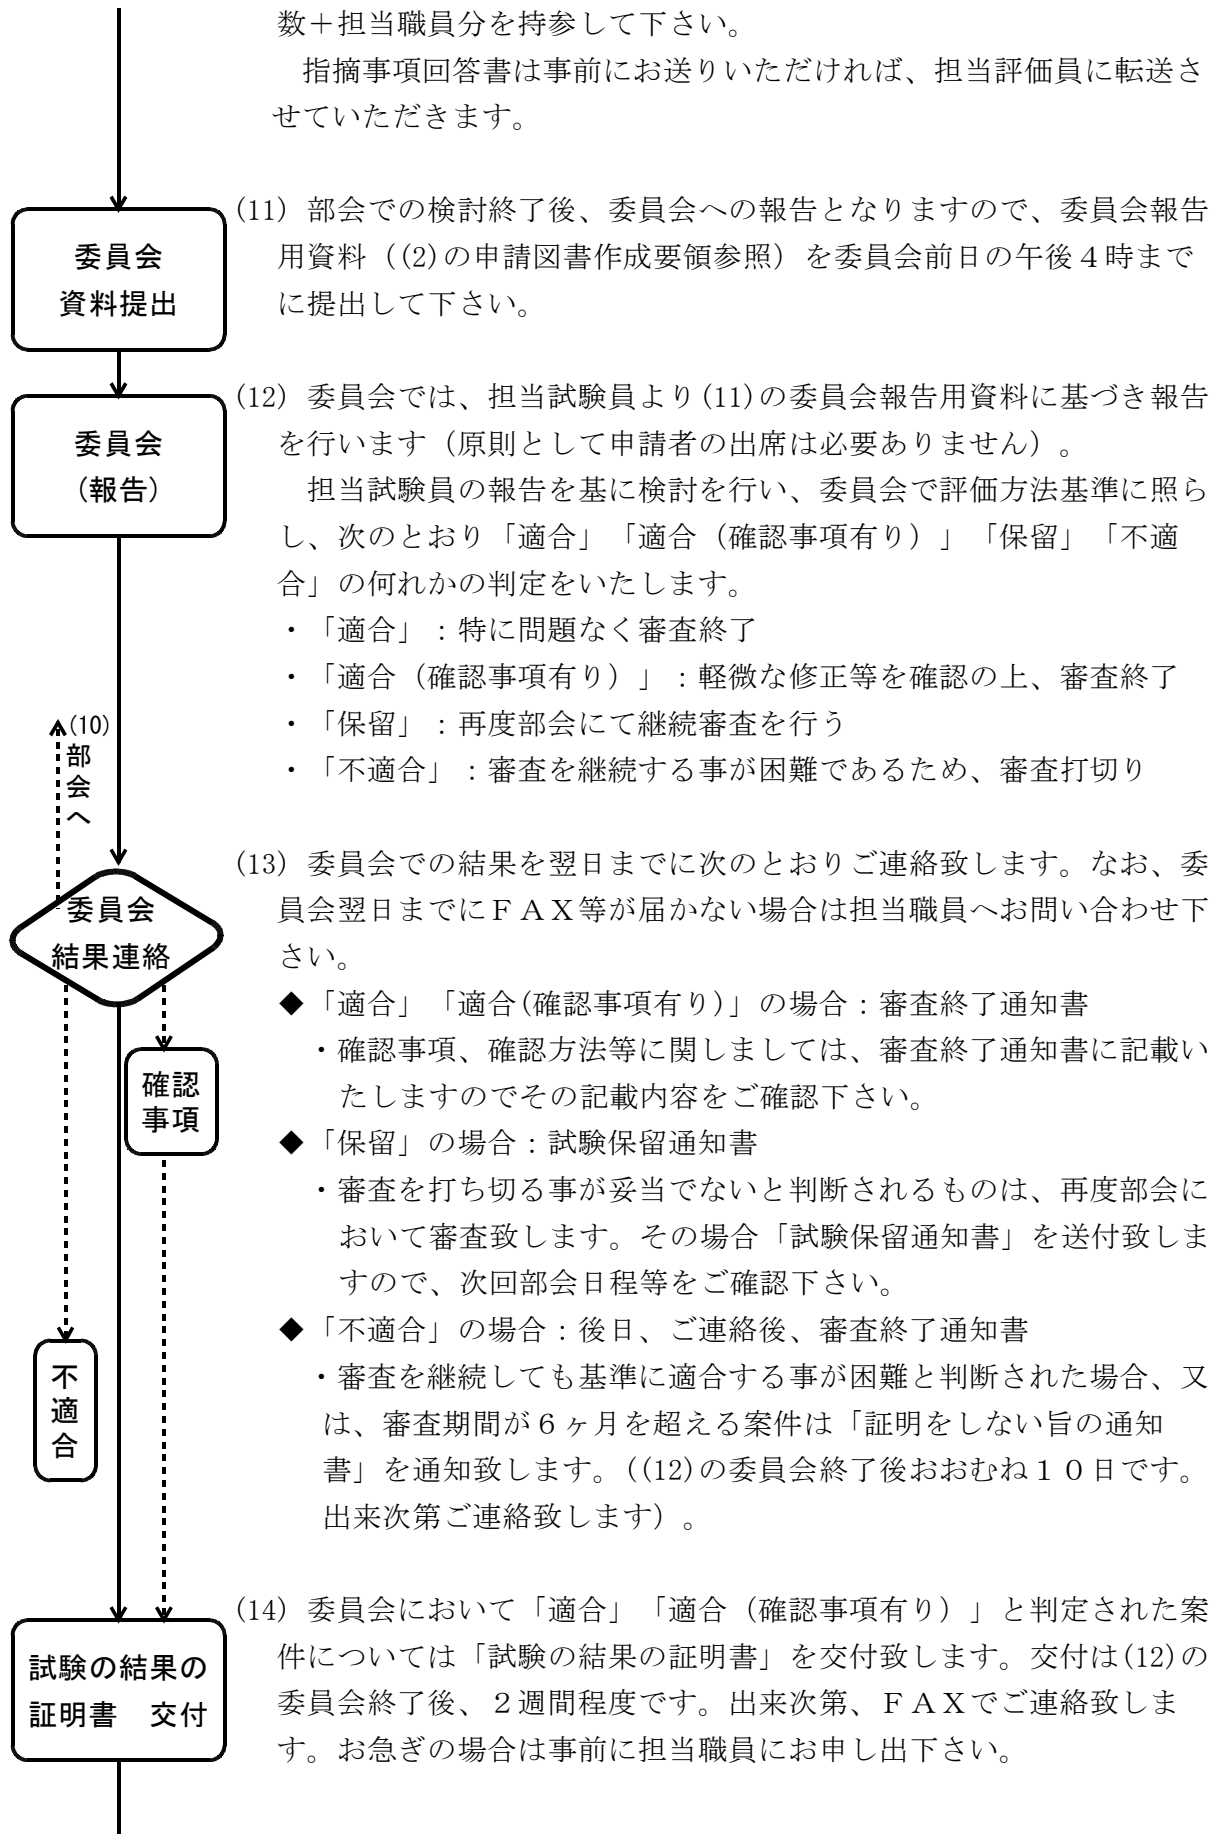 数＋担当職員分を持参して下さい。
指摘事項回答書は事前にお送りいただければ、担当評価員に転送さ
せていただきます。
委員会
資料提出
(11) 部会での検討終了後、委員会への報告となりますので、委員会報告
用資料（(2)の申請図書作成要領参照）を委員会前日の午後４時まで
に提出して下さい。
委員会
(報告)
(12) 委員会では、担当試験員より(11)の委員会報告用資料に基づき報告
を行います（原則として申請者の出席は必要ありません）。
担当試験員の報告を基に検討を行い、委員会で評価方法基準に照ら
し、次のとおり「適合」「適合（確認事項有り）」「保留」「不適
合」の何れかの判定をいたします。
・「適合」：特に問題なく審査終了
・「適合（確認事項有り）」：軽微な修正等を確認の上、審査終了
・「保留」：再度部会にて継続審査を行う
・「不適合」：審査を継続する事が困難であるため、審査打切り
(10)
部
会
へ
委員会
結果連絡
(13) 委員会での結果を翌日までに次のとおりご連絡致します。なお、委
員会翌日までにＦＡＸ等が届かない場合は担当職員へお問い合わせ下
さい。
◆「適合」「適合(確認事項有り)」の場合：審査終了通知書
・確認事項、確認方法等に関しましては、審査終了通知書に記載い
たしますのでその記載内容をご確認下さい。
確認
事項
◆「保留」の場合：試験保留通知書
・審査を打ち切る事が妥当でないと判断されるものは、再度部会に
おいて審査致します。その場合「試験保留通知書」を送付致しま
すので、次回部会日程等をご確認下さい。
◆「不適合」の場合：後日、ご連絡後、審査終了通知書
・審査を継続しても基準に適合する事が困難と判断された場合、又
は、審査期間が６ヶ月を超える案件は「証明をしない旨の通知
書」を通知致します。((12)の委員会終了後おおむね１０日です。
出来次第ご連絡致します）。
不
適
合
(14) 委員会において「適合」「適合（確認事項有り）」と判定された案
件については「試験の結果の証明書」を交付致します。交付は(12)の
委員会終了後、２週間程度です。出来次第、ＦＡＸでご連絡致しま
す。お急ぎの場合は事前に担当職員にお申し出下さい。
試験の結果の
証明書　交付